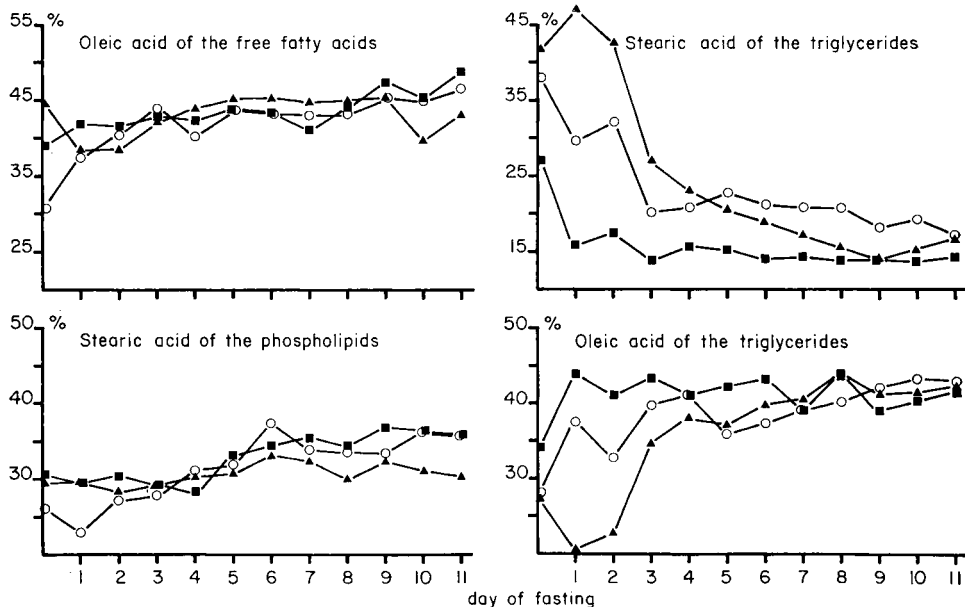 55 %
Oleic acid of the free fatty acids
45
35
25
45 %
Stearic acid of the triglycerides
35
25
15
50 %
Stearic acid of the phospholipids
40
30
1 2 3 4 5 6 7 8 9 10 11
50 %
Oleic acid of the triglycerides
40
30
1 2 3 4 5 6 7 8 9 10 11
day of fasting